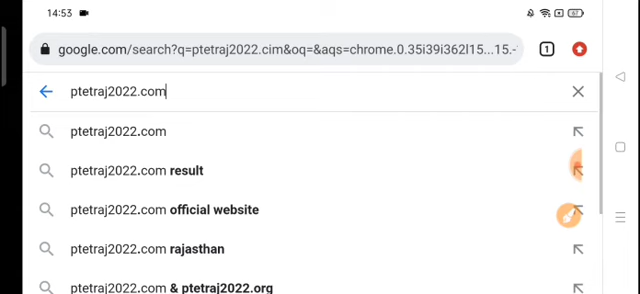 14:53
67
google.com/search?q=ptetraj2022.cim&oq=&aqs=chrome.0.35i39i362l15...15.-
1
ptetraj2022.com
ptetraj2022.com
ptetraj2022.com result
ptetraj2022.com official website
ptetraj2022.com rajasthan
ptetraj2022.com & ptetraj2022.org